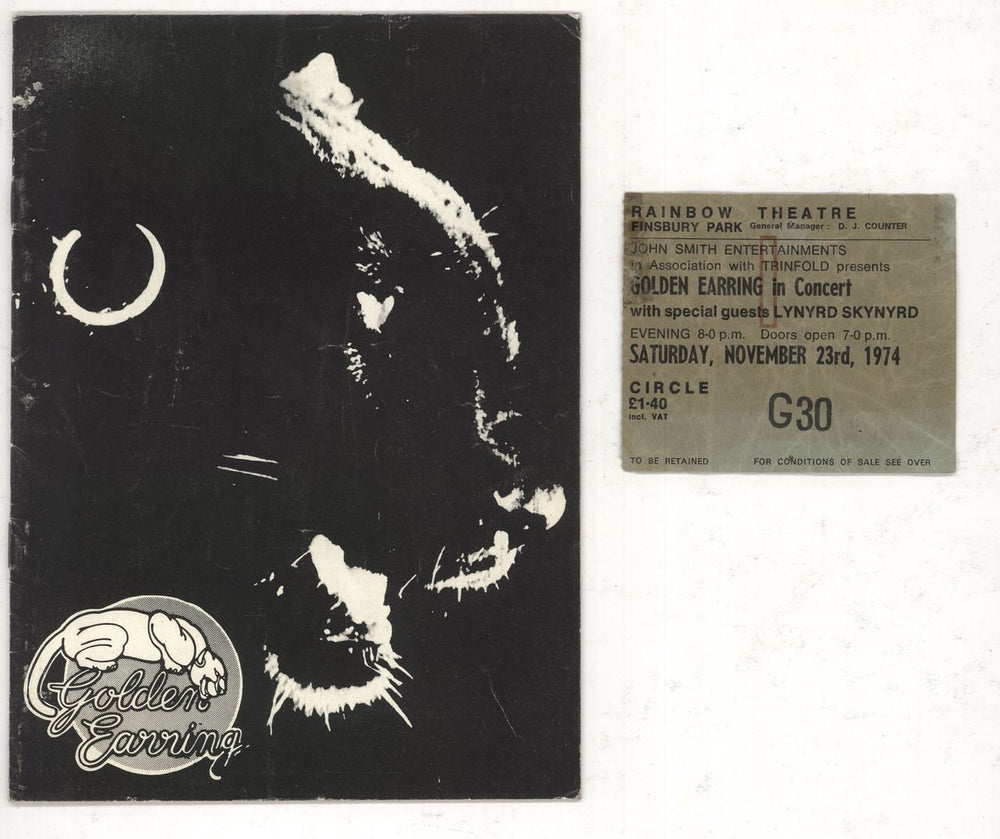 Golden
Earring
RAINBOW THEATRE
FINSBURY PARK General Manager: D. J. COUNTER
JOHN SMITH ENTERTAINMENTS
in Association with TRINFOLD presents
GOLDEN EARRING in Concert
with special guests LYNYRD SKYNYRD
EVENING 8-0 p.m. Doors open 7-0 p.m.
SATURDAY, NOVEMBER 23rd, 1974
CIRCLE
£1·40
incl. VAT
G30
TO BE RETAINED FOR CONDITIONS OF SALE SEE OVER